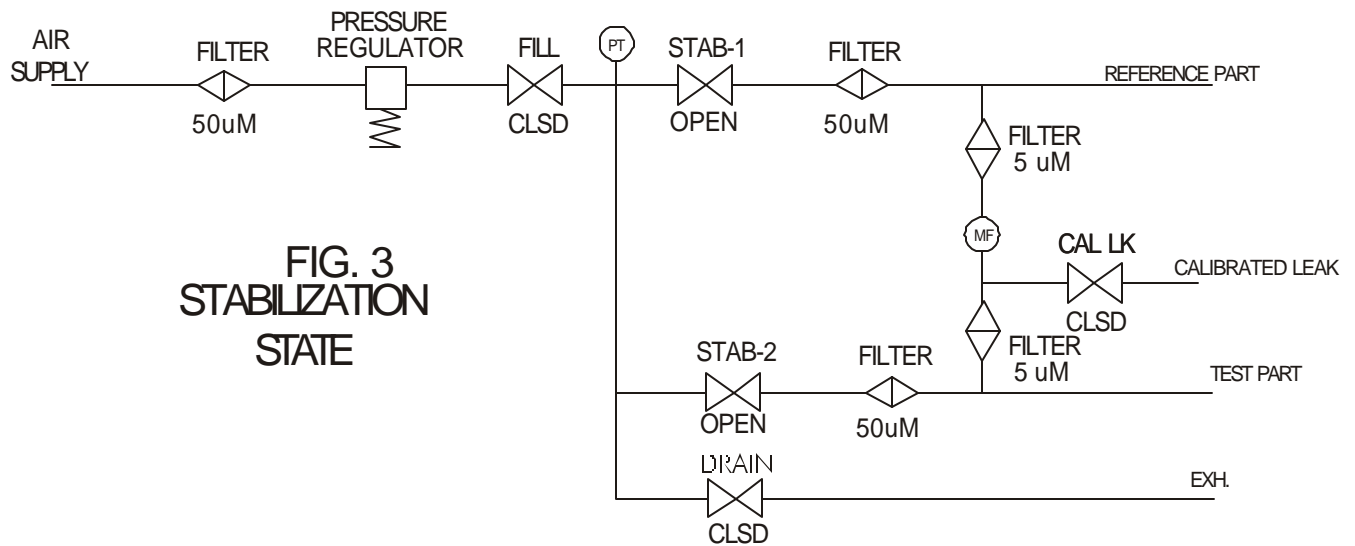 AIR
SUPPLY
FILTER
50uM
PRESSURE
REGULATOR
FILL
CLSD
PT
STAB-1
OPEN
FILTER
50uM
REFERENCE PART
FILTER
5 uM
MF
CAL LK
CLSD
CALIBRATED LEAK
FIG. 3
STABILIZATION
STATE
FILTER
5 uM
STAB-2
OPEN
FILTER
50uM
TEST PART
DRAIN
CLSD
EXH.